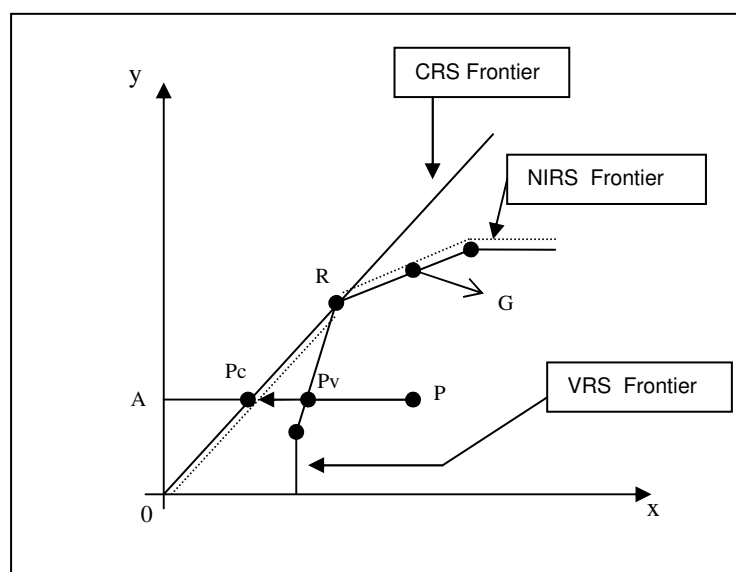 CRS Frontier
y
NIRS Frontier
R
G
Pc
Pv
A
P
VRS Frontier
0
x